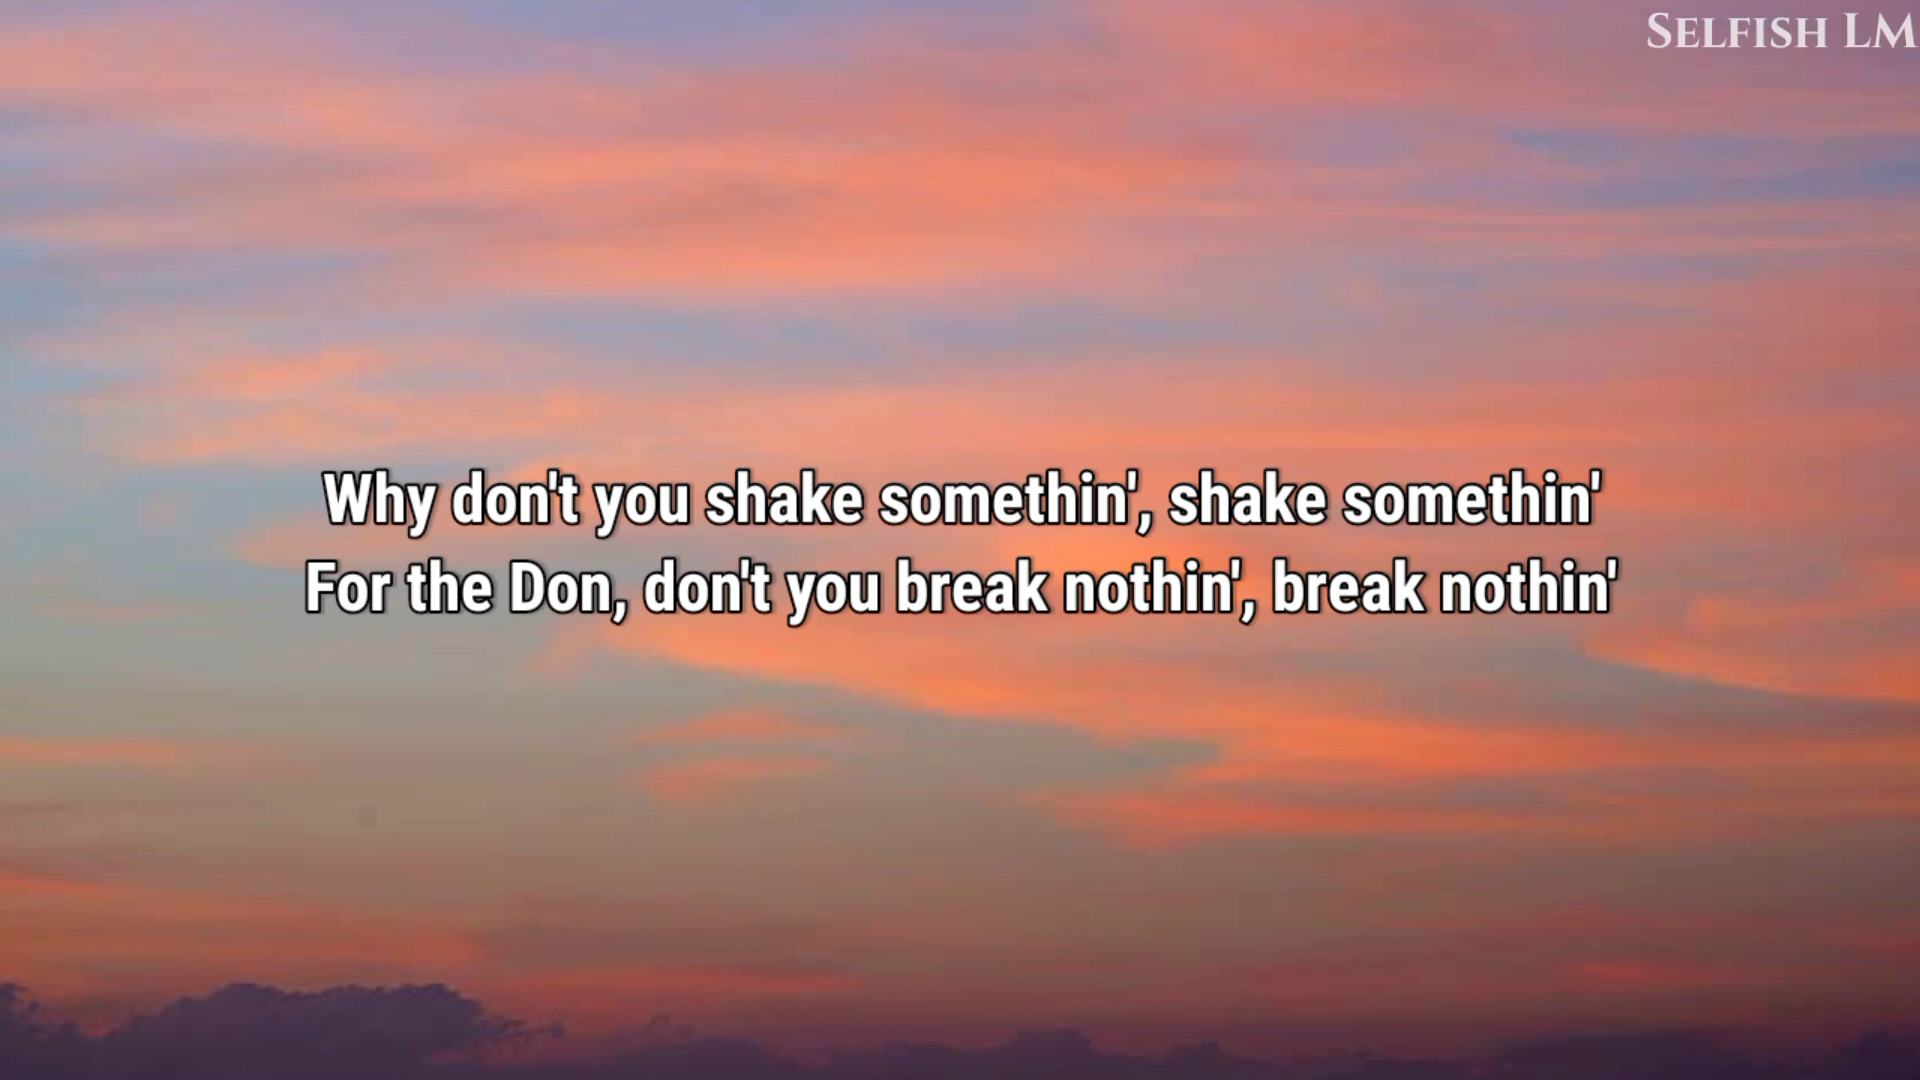 SELFISH LM
Why don't you shake somethin', shake somethin'
For the Don, don't you break nothin', break nothin'